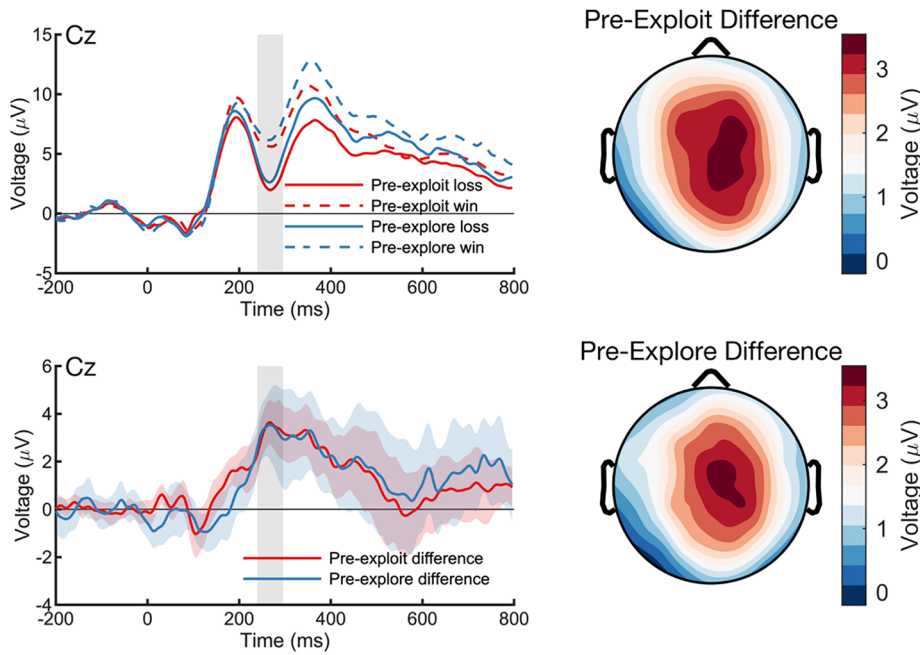 Cz
15
10
5
0
-5
Voltage (μV)
-200
0
200
400
600
800
Time (ms)
Pre-exploit loss
Pre-exploit win
Pre-explore loss
Pre-explore win
Pre-Exploit Difference
3
2
1
0
Voltage (μV)
Cz
6
4
2
0
-2
-4
Voltage (μV)
-200
0
200
400
600
800
Time (ms)
Pre-exploit difference
Pre-explore difference
Pre-Explore Difference
3
2
1
0
Voltage (μV)